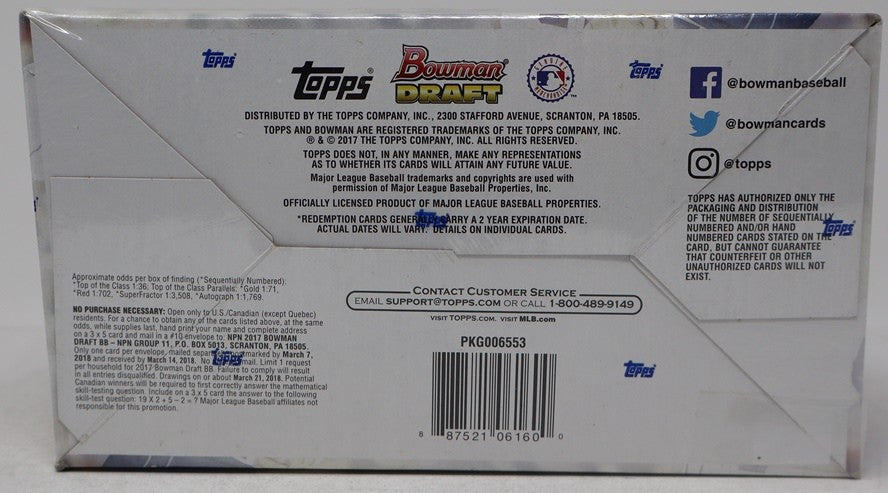 Topps
Topps
Bowman
DRAFT
GENUINE MERCHANDISE
Topps
@bowmanbaseball
@bowmancards
@topps
DISTRIBUTED BY THE TOPPS COMPANY, INC., 2300 STAFFORD AVENUE, SCRANTON, PA 18505.
TOPPS AND BOWMAN ARE REGISTERED TRADEMARKS OF THE TOPPS COMPANY, INC.
® & © 2017 THE TOPPS COMPANY, INC. ALL RIGHTS RESERVED.
TOPPS DOES NOT, IN ANY MANNER, MAKE ANY REPRESENTATIONS
AS TO WHETHER ITS CARDS WILL ATTAIN ANY FUTURE VALUE.
Major League Baseball trademarks and copyrights are used with
permission of Major League Baseball Properties, Inc.
OFFICIALLY LICENSED PRODUCT OF MAJOR LEAGUE BASEBALL PROPERTIES.
*REDEMPTION CARDS GENERALLY CARRY A 2 YEAR EXPIRATION DATE.
ACTUAL DATES WILL VARY. DETAILS ON INDIVIDUAL CARDS.
Topps
TOPPS HAS AUTHORIZED ONLY THE
PACKAGING AND DISTRIBUTION
OF THE NUMBER OF SEQUENTIALLY
NUMBERED AND/OR HAND
NUMBERED CARDS STATED ON THE
CARD, BUT CANNOT GUARANTEE
THAT COUNTERFEIT OR OTHER
UNAUTHORIZED CARDS WILL NOT
EXIST.
Topps
Approximate odds per box of finding (*Sequentially Numbered):
*Top of the Class 1:36; Top of the Class Parallels: *Gold 1:71,
*Red 1:702, *SuperFractor 1:3,508, *Autograph 1:1,769.
NO PURCHASE NECESSARY: Open only to U.S./Canadian (except Quebec)
residents. For a chance to obtain any of the cards listed above, at the same
odds, while supplies last, hand print your name and complete address
on a 3 x 5 card and mail in a #10 envelope to: NPN 2017 BOWMAN
DRAFT BB – NPN GROUP 11, P.O. BOX 5013, SCRANTON, PA 18505.
Only one card per envelope, mailed separately, postmarked by March 7,
2018 and received by March 14, 2018. No mail. Limit 1 request
per household for 2017 Bowman Draft BB. Failure to comply will result
in all entries disqualified. Drawings on or about March 21, 2018. Potential
Canadian winners will be required to first correctly answer the mathematical
skill-testing question. Include on a 3 x 5 card the answer to the following
skill-testing question: 19 X 2 + 5 – 2 = ? Major League Baseball affiliates not
responsible for this promotion.
Topps
CONTACT CUSTOMER SERVICE
EMAIL SUPPORT@TOPPS.COM OR CALL 1-800-489-9149
VISIT TOPPS.COM. VISIT MLB.com
PKG006553
8 87521 06160 0
Topps